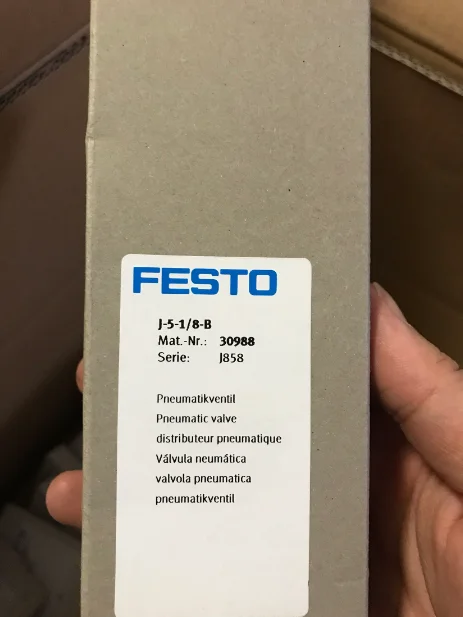 FESTO
J-5-1/8-B
Mat.-Nr.: 30988
Serie: J858
Pneumatikventil
Pneumatic valve
distributeur pneumatique
Válvula neumática
valvola pneumatica
pneumatikventil